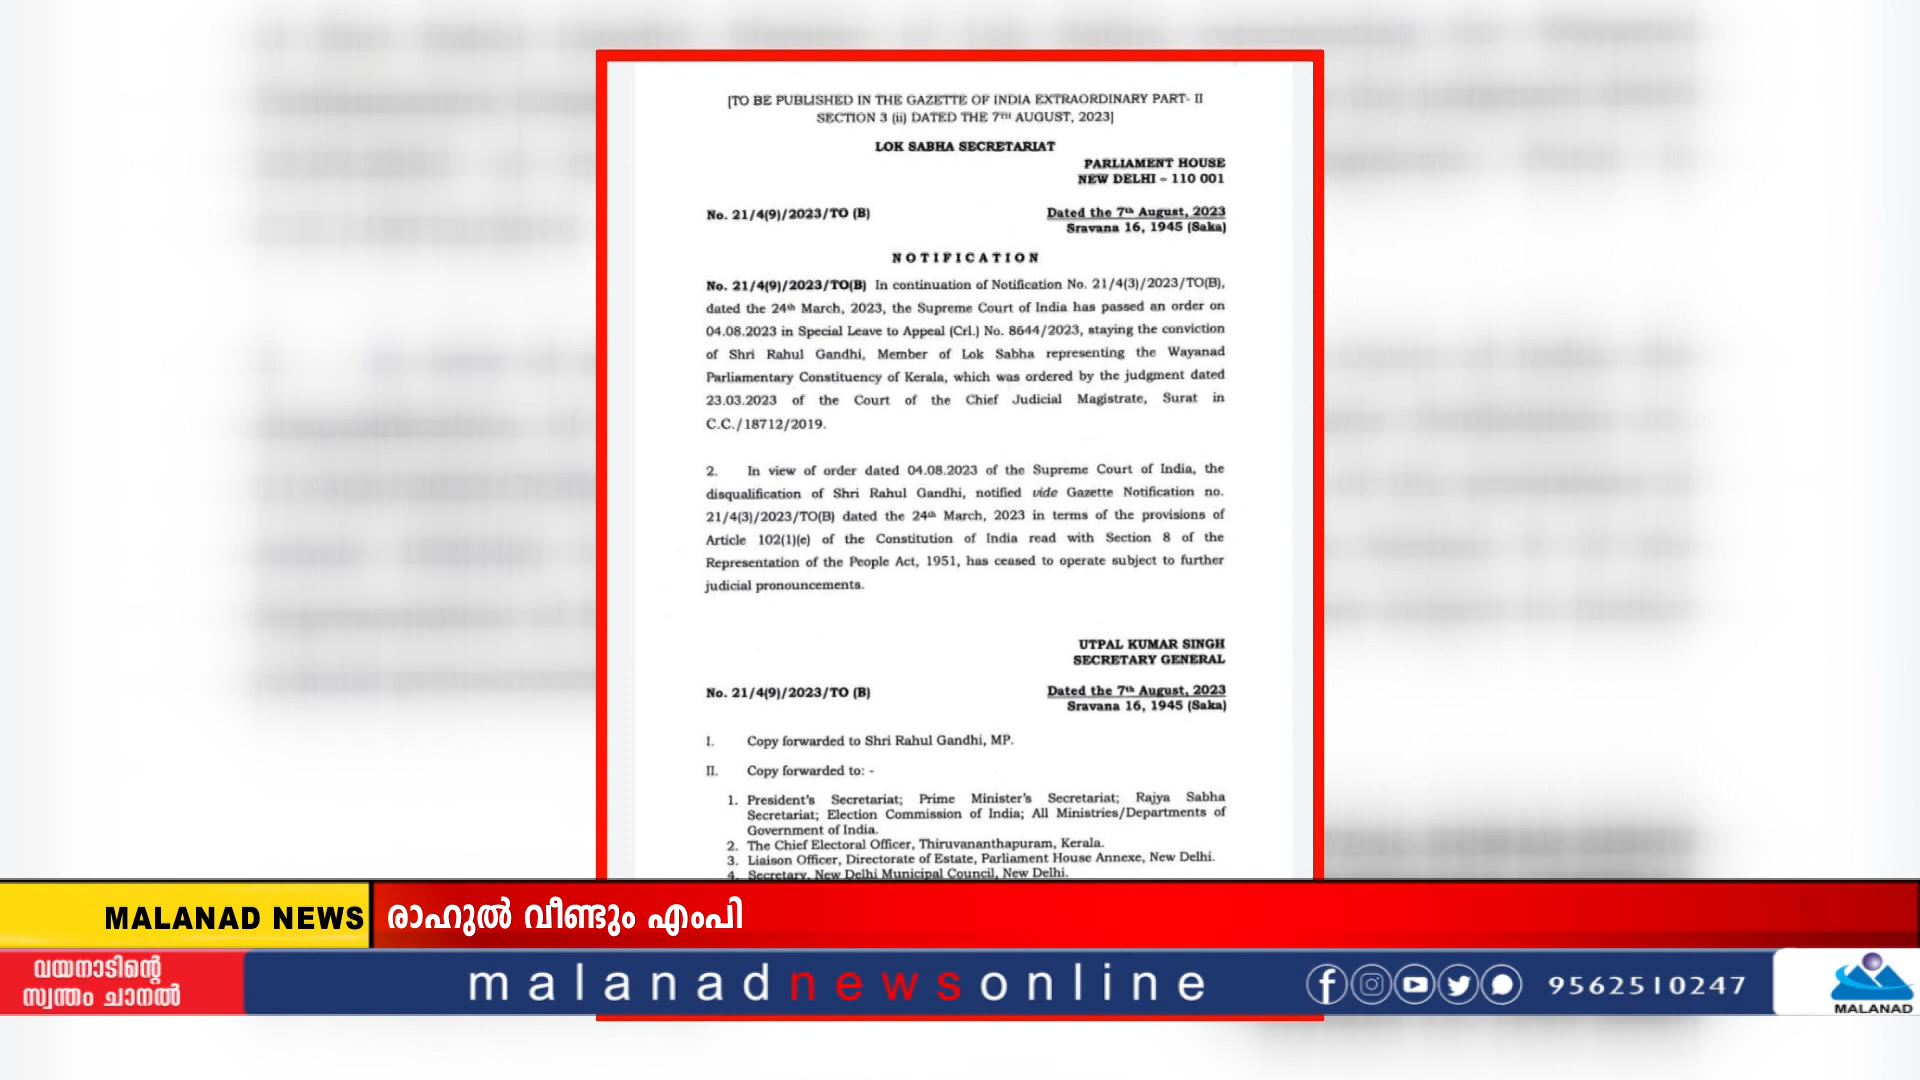 [TO BE PUBLISHED IN THE GAZETTE OF INDIA EXTRAORDINARY PART- II
SECTION 3 (ii) DATED THE 7TH AUGUST, 2023]
LOK SABHA SECRETARIAT
PARLIAMENT HOUSE
NEW DELHI – 110 001
No. 21/4(9)/2023/TO (B)
Dated the 7th August, 2023
Sravana 16, 1945 (Saka)
NOTIFICATION
No. 21/4(9)/2023/TO(B) In continuation of Notification No. 21/4(3)/2023/TO(B),
dated the 24th March, 2023, the Supreme Court of India has passed an order on
04.08.2023 in Special Leave to Appeal (Crl.) No. 8644/2023, staying the conviction
of Shri Rahul Gandhi, Member of Lok Sabha representing the Wayanad
Parliamentary Constituency of Kerala, which was ordered by the judgment dated
23.03.2023 of the Court of the Chief Judicial Magistrate, Surat in
C.C./18712/2019.
2. In view of order dated 04.08.2023 of the Supreme Court of India, the
disqualification of Shri Rahul Gandhi, notified vide Gazette Notification no.
21/4(3)/2023/TO(B) dated the 24th March, 2023 in terms of the provisions of
Article 102(1)(e) of the Constitution of India read with Section 8 of the
Representation of the People Act, 1951, has ceased to operate subject to further
judicial pronouncements.
UTPAL KUMAR SINGH
SECRETARY GENERAL
No. 21/4(9)/2023/TO (B)
Dated the 7th August, 2023
Sravana 16, 1945 (Saka)
I. Copy forwarded to Shri Rahul Gandhi, MP.
II. Copy forwarded to: -
1. President's Secretariat; Prime Minister's Secretariat; Rajya Sabha
Secretariat; Election Commission of India; All Ministries/Departments of
Government of India.
2. The Chief Electoral Officer, Thiruvananthapuram, Kerala.
3. Liaison Officer, Directorate of Estate, Parliament House Annexe, New Delhi.
4. Secretary, New Delhi Municipal Council, New Delhi.
MALANAD NEWS
രാഹുൽ വീണ്ടും എംപി
വയനാടിന്റെ
സ്വന്തം ചാനൽ
malanadnewsonline
9562510247
MALANAD